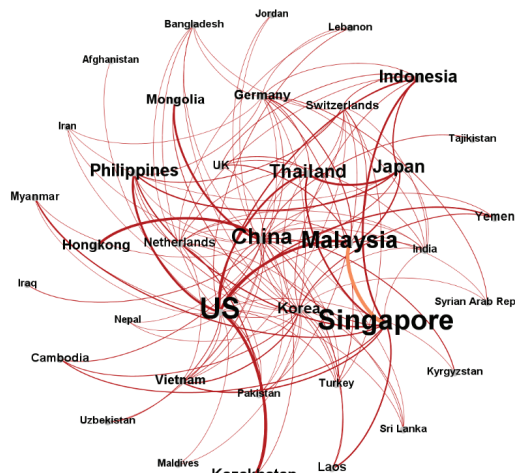 Jordan
Bangladesh
Lebanon
Afghanistan
Indonesia
Mongolia
Germany
Switzerlands
Iran
Tajikistan
Philippines
UK
Thailand
Japan
Myanmar
Yemen
Hongkong
Netherlands
China
Malaysia
India
Iraq
US
Korea
Singapore
Syrian Arab Rep
Nepal
Cambodia
Vietnam
Pakistan
Turkey
Kyrgyzstan
Uzbekistan
Sri Lanka
Maldives
Kazakhstan
Laos